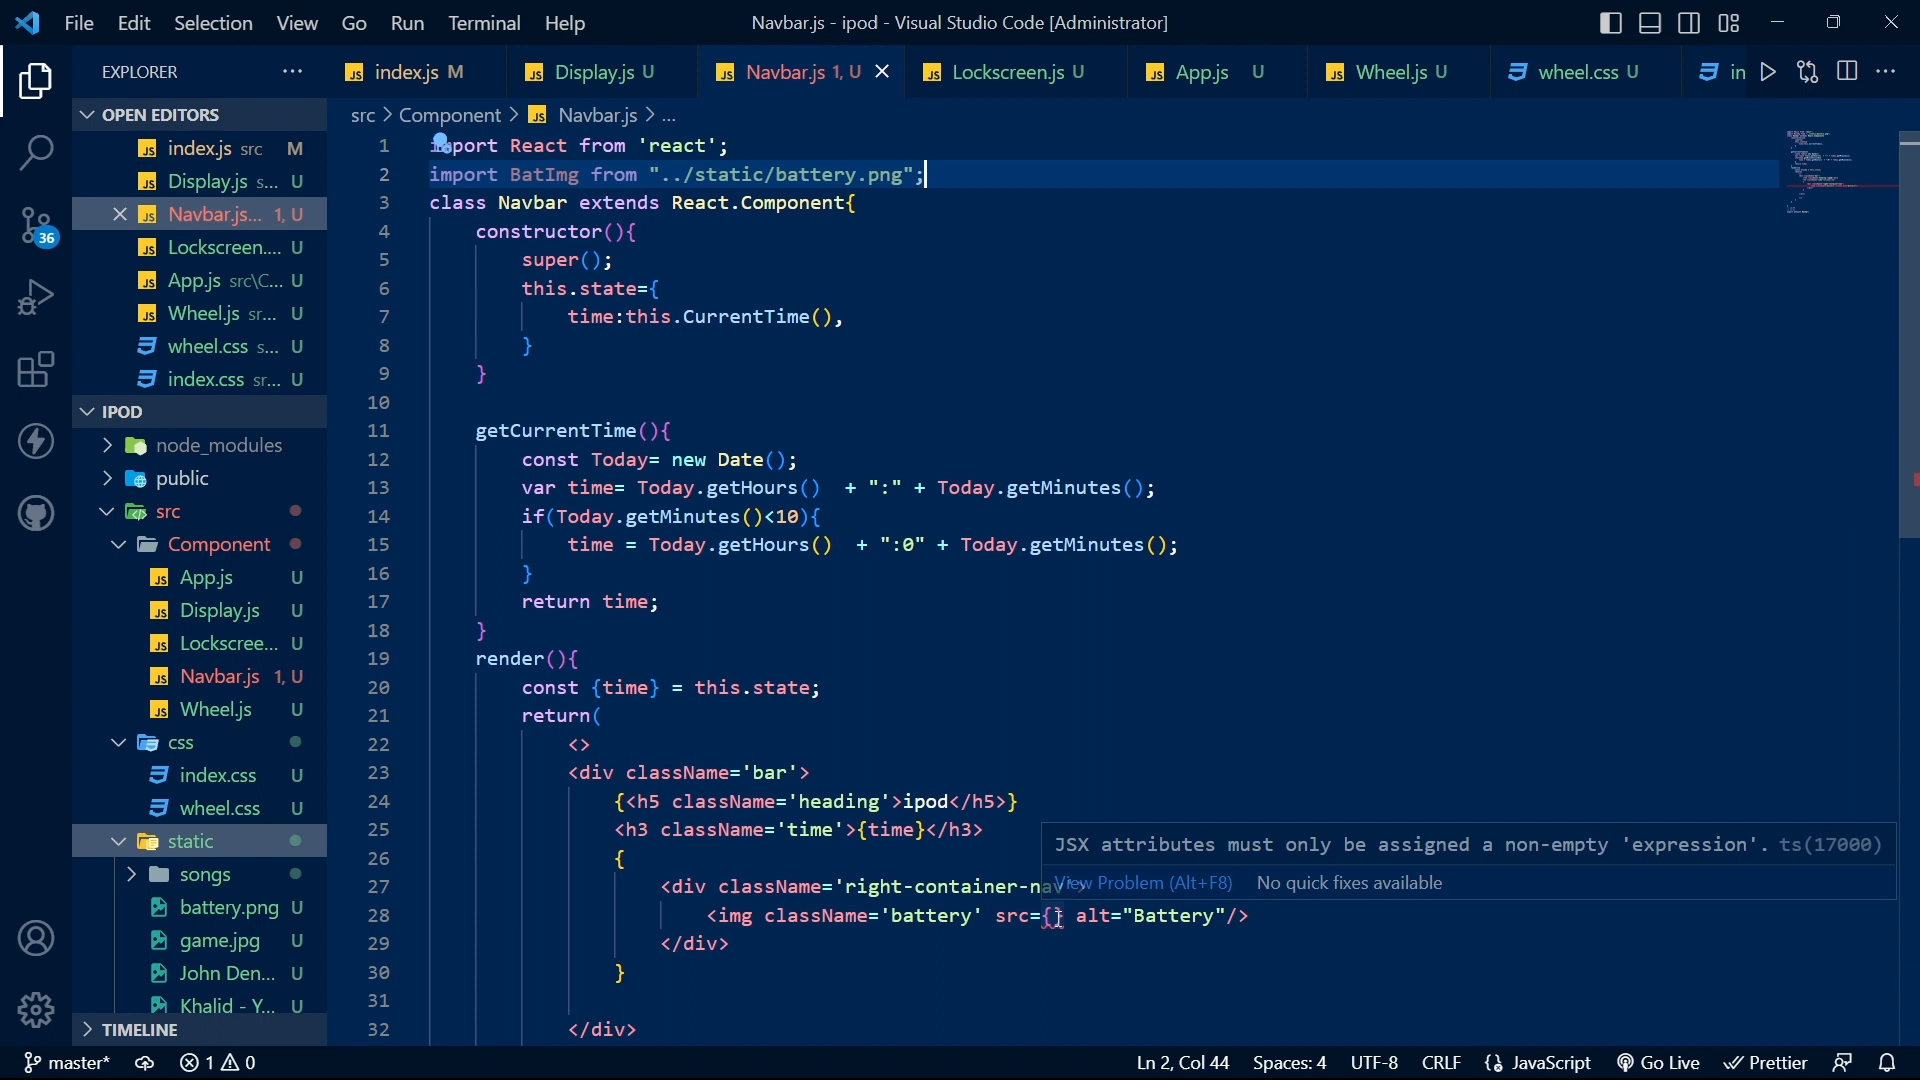 File Edit Selection View Go Run Terminal Help
Navbar.js - ipod - Visual Studio Code [Administrator]
EXPLORER
index.js M
Display.js U
Navbar.js 1, U
Lockscreen.js U
App.js U
Wheel.js U
wheel.css U
in
OPEN EDITORS
index.js src M
Display.js s... U
Navbar.js... 1, U
Lockscreen.... U
App.js src\C... U
Wheel.js sr... U
wheel.css s... U
index.css sr... U
IPOD
node_modules
public
src
Component
App.js U
Display.js U
Lockscree... U
Navbar.js 1, U
Wheel.js U
css
index.css U
wheel.css U
static
songs
battery.png U
game.jpg U
John Den... U
Khalid - Y... U
TIMELINE
36
src > Component > Navbar.js > ...
1 import React from 'react';
2 import BatImg from "../static/battery.png";
3 class Navbar extends React.Component{
4 constructor(){
5 super();
6 this.state={
7 time:this.CurrentTime(),
8 }
9 }
10
11 getCurrentTime(){
12 const Today= new Date();
13 var time= Today.getHours() + ":" + Today.getMinutes();
14 if(Today.getMinutes()<10){
15 time = Today.getHours() + ":0" + Today.getMinutes();
16 }
17 return time;
18 }
19 render(){
20 const {time} = this.state;
21 return(
22 <>
23 <div className='bar'>
24 {<h5 className='heading'>ipod</h5>}
25 <h3 className='time'>{time}</h3>
26 {
27 <div className='right-container-nav'>
28 <img className='battery' src={} alt="Battery"/>
29 </div>
30 }
31
32 </div>
JSX attributes must only be assigned a non-empty 'expression'. ts(17000)
View Problem (Alt+F8) No quick fixes available
master* 1 0
Ln 2, Col 44 Spaces: 4 UTF-8 CRLF {} JavaScript Go Live Prettier